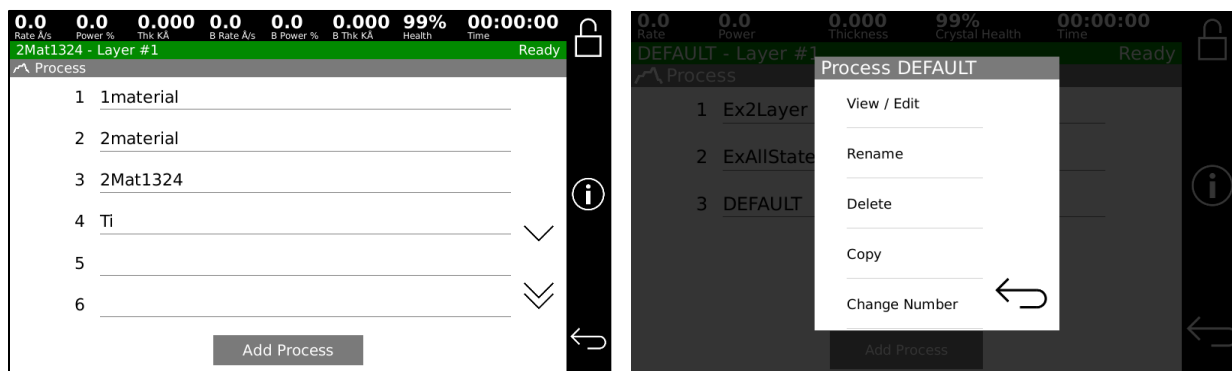 0.0 0.0 0.000 0.0 0.0 0.000 99% 00:00:00
Rate Å/s Power % Thk KÅ B Rate Å/s B Power % B Thk KÅ Health Time
2Mat1324 - Layer #1 Ready
Process
1 1material
2 2material
3 2Mat1324
4 Ti
5
6
Add Process
0.0 0.0 0.000 99% 00:00:00
Rate Power Thickness Crystal Health Time
DEFAULT - Layer #1 Ready
Process
1 Ex2Layer
2 ExAllState
3 DEFAULT
Add Process
Process DEFAULT
View / Edit
Rename
Delete
Copy
Change Number